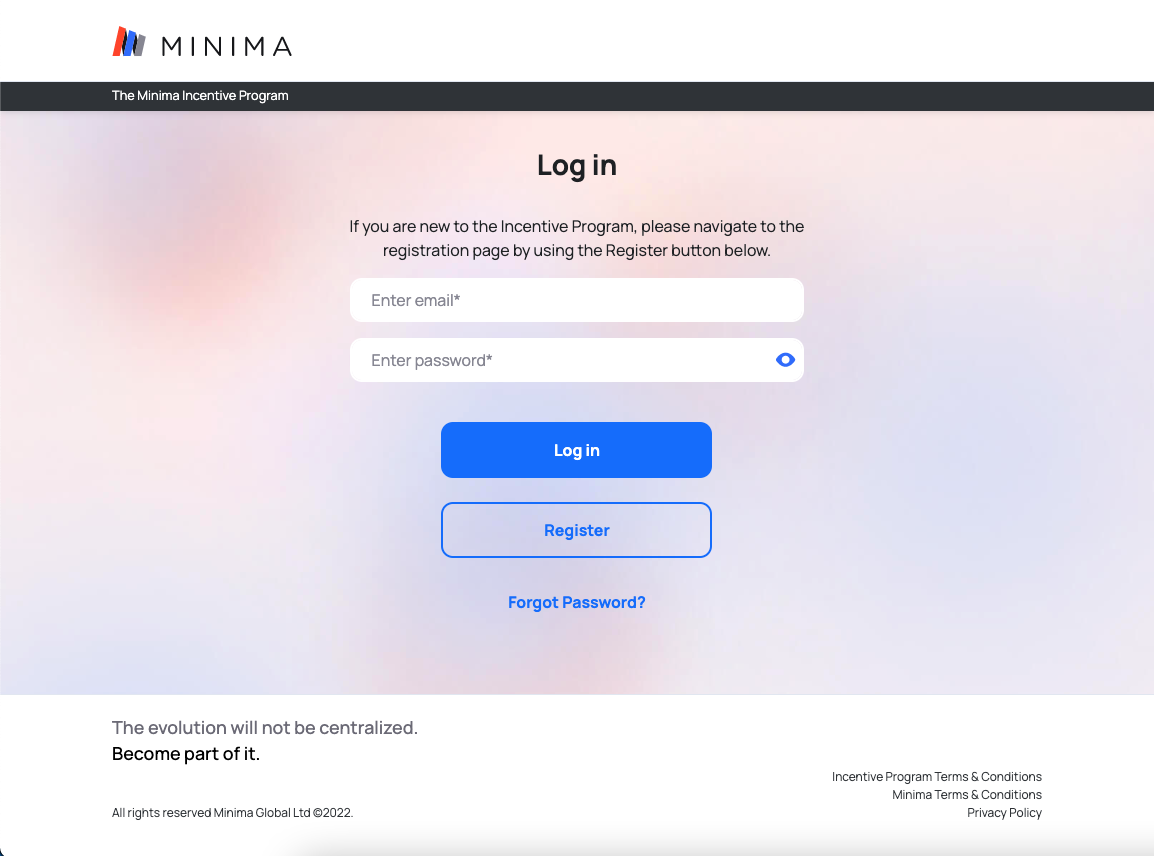 MINIMA
The Minima Incentive Program
Log in
If you are new to the Incentive Program, please navigate to the
registration page by using the Register button below.
Enter email*
Enter password*
Log in
Register
Forgot Password?
The evolution will not be centralized.
Become part of it.
Incentive Program Terms & Conditions
Minima Terms & Conditions
All rights reserved Minima Global Ltd ©2022.
Privacy Policy